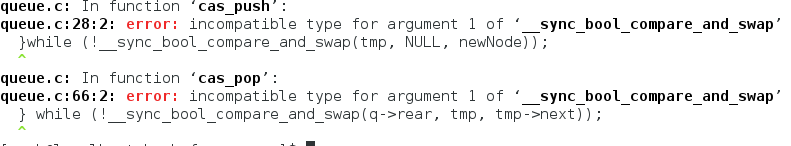 queue.c: In function ‘cas_push’:
queue.c:28:2: error: incompatible type for argument 1 of ‘__sync_bool_compare_and_swap’
}while (!__sync_bool_compare_and_swap(tmp, NULL, newNode));
^
queue.c: In function ‘cas_pop’:
queue.c:66:2: error: incompatible type for argument 1 of ‘__sync_bool_compare_and_swap’
} while (!__sync_bool_compare_and_swap(q->rear, tmp, tmp->next));
^